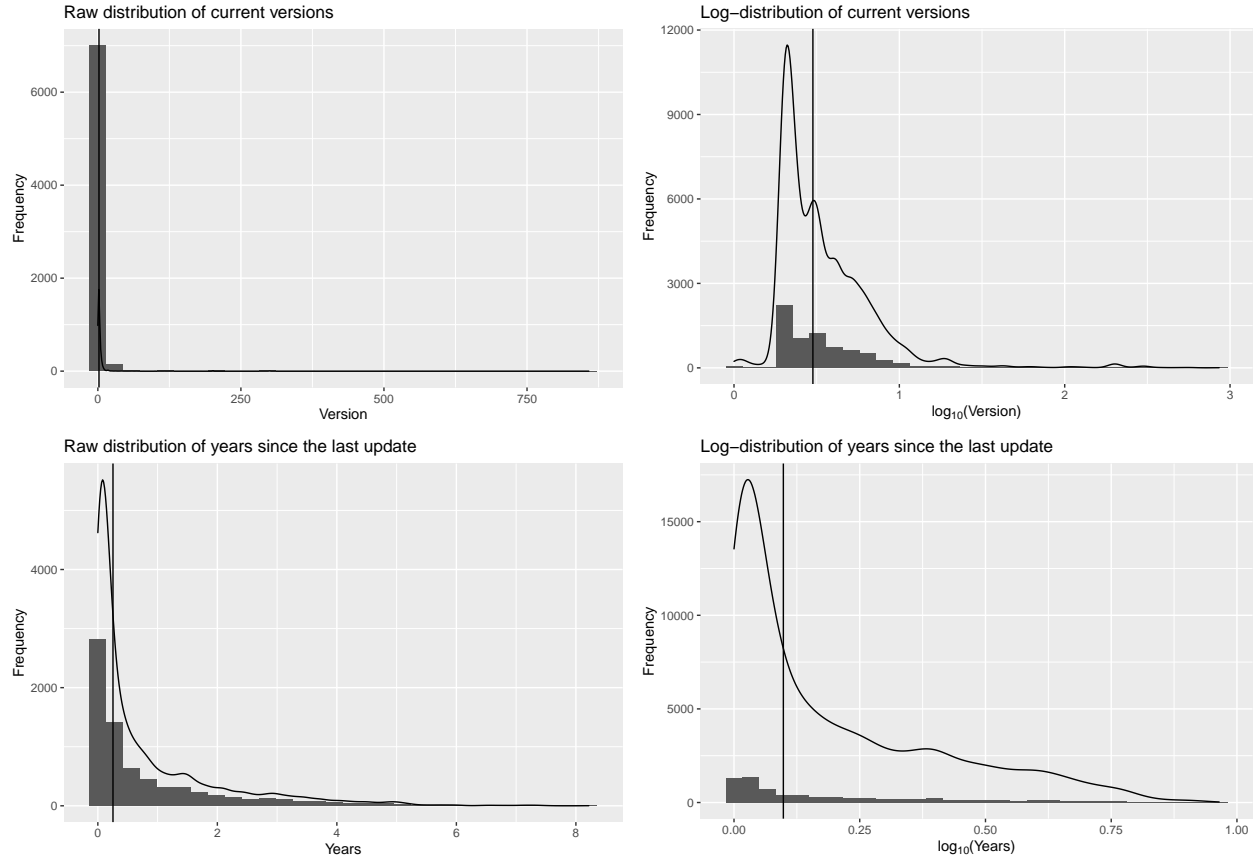 Raw distribution of current versions
Frequency
6000
4000
2000
0
0
250
500
750
Version
Log−distribution of current versions
Frequency
12000
9000
6000
3000
0
0
1
2
3
log₁₀(Version)
Raw distribution of years since the last update
Frequency
4000
2000
0
0
2
4
6
8
Years
Log−distribution of years since the last update
Frequency
15000
10000
5000
0
0.00
0.25
0.50
0.75
1.00
log₁₀(Years)